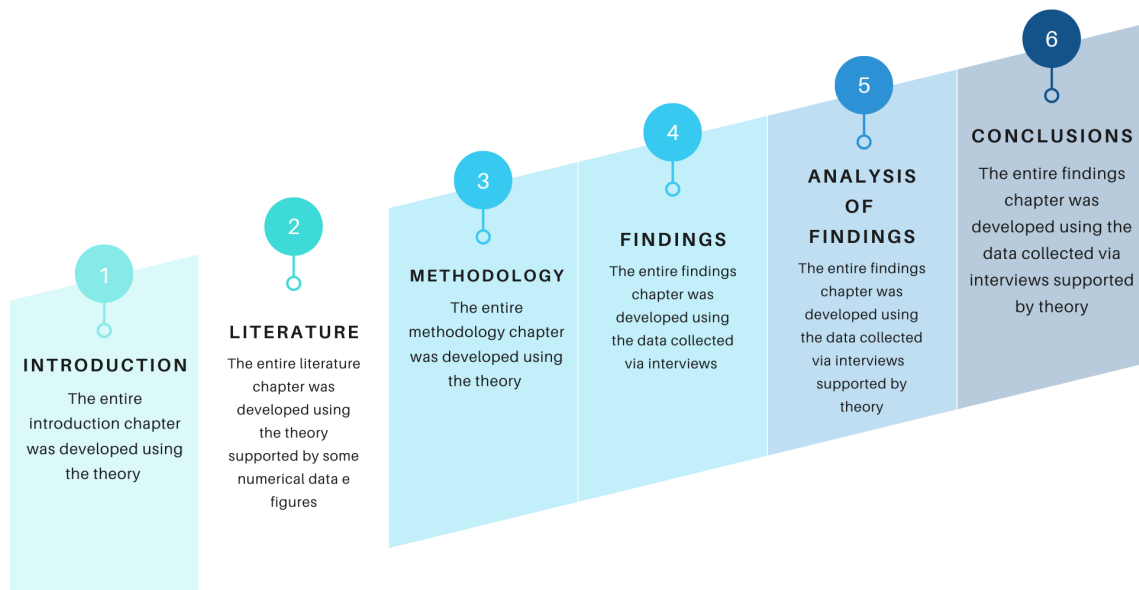 1
INTRODUCTION
The entire
introduction chapter
was developed using
the theory
2
LITERATURE
The entire literature
chapter was
developed using
the theory
supported by some
numerical data e
figures
3
METHODOLOGY
The entire
methodology chapter
was developed using
the theory
4
FINDINGS
The entire findings
chapter was
developed using
the data collected
via interviews
5
ANALYSIS
OF
FINDINGS
The entire findings
chapter was
developed using
the data collected
via interviews
supported by
theory
6
CONCLUSIONS
The entire findings
chapter was
developed using the
data collected via
interviews supported
by theory